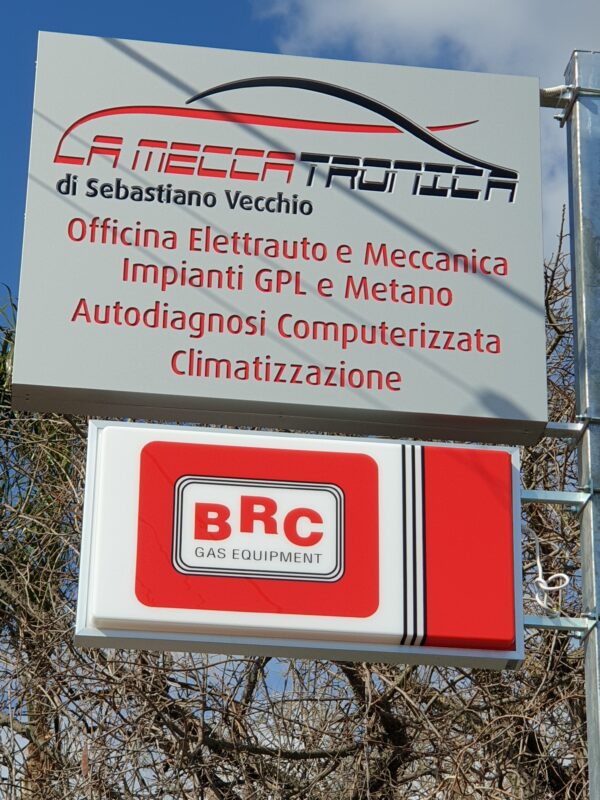 LA MECCATRONICA
di Sebastiano Vecchio
Officina Elettrauto e Meccanica
Impianti GPL e Metano
Autodiagnosi Computerizzata
Climatizzazione
BRC
GAS EQUIPMENT